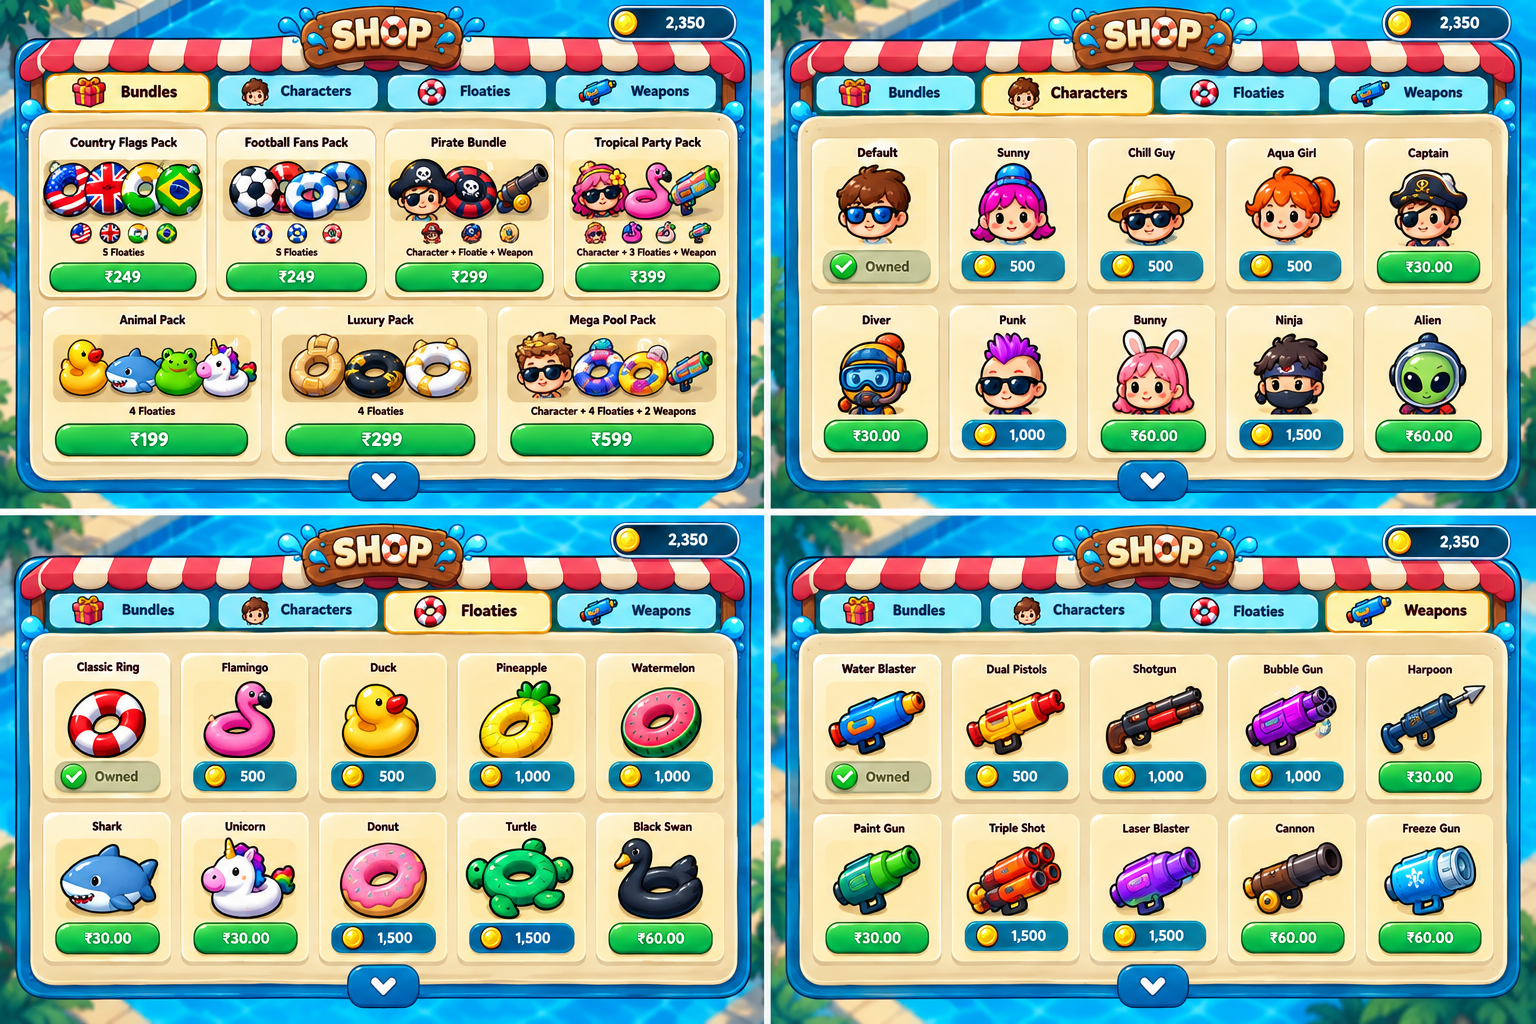 SHOP
2,350
Bundles
Characters
Floaties
Weapons
Country Flags Pack
5 Floaties
₹249
Football Fans Pack
5 Floaties
₹249
Pirate Bundle
Character + Floatie + Weapon
₹299
Tropical Party Pack
Character + 3 Floaties + Weapon
₹399
Animal Pack
4 Floaties
₹199
Luxury Pack
4 Floaties
₹299
Mega Pool Pack
Character + 4 Floaties + 2 Weapons
₹599
SHOP
2,350
Bundles
Characters
Floaties
Weapons
Default
Owned
Sunny
500
Chill Guy
500
Aqua Girl
500
Captain
₹30.00
Diver
₹30.00
Punk
1,000
Bunny
₹60.00
Ninja
1,500
Alien
₹60.00
SHOP
2,350
Bundles
Characters
Floaties
Weapons
Classic Ring
Owned
Flamingo
500
Duck
500
Pineapple
1,000
Watermelon
1,000
Shark
₹30.00
Unicorn
₹30.00
Donut
1,500
Turtle
1,500
Black Swan
₹60.00
SHOP
2,350
Bundles
Characters
Floaties
Weapons
Water Blaster
Owned
Dual Pistols
500
Shotgun
1,000
Bubble Gun
1,000
Harpoon
₹30.00
Paint Gun
₹30.00
Triple Shot
1,500
Laser Blaster
1,500
Cannon
₹60.00
Freeze Gun
₹60.00